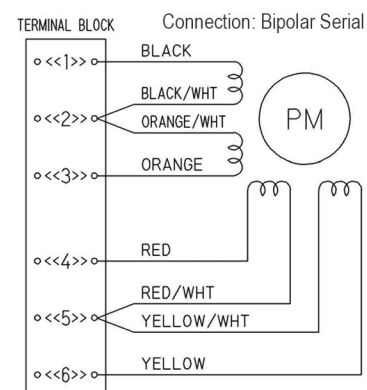 TERMINAL BLOCK
Connection: Bipolar Serial
<<1>> BLACK
BLACK/WHT
<<2>>
ORANGE/WHT
PM
<<3>> ORANGE
<<4>> RED
RED/WHT
<<5>>
YELLOW/WHT
<<6>> YELLOW